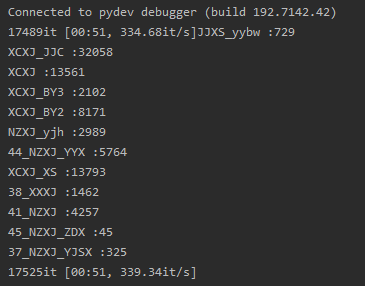 Connected to pydev debugger (build 192.7142.42)
17489it [00:51, 334.68it/s]JJXS_yybw :729
XCXJ_JJC :32058
XCXJ :13561
XCXJ_BY3 :2102
XCXJ_BY2 :8171
NZXJ_yjh :2989
44_NZXJ_YYX :5764
XCXJ_XS :13793
38_XXXJ :1462
41_NZXJ :4257
45_NZXJ_ZDX :45
37_NZXJ_YJSX :325
17525it [00:51, 339.34it/s]